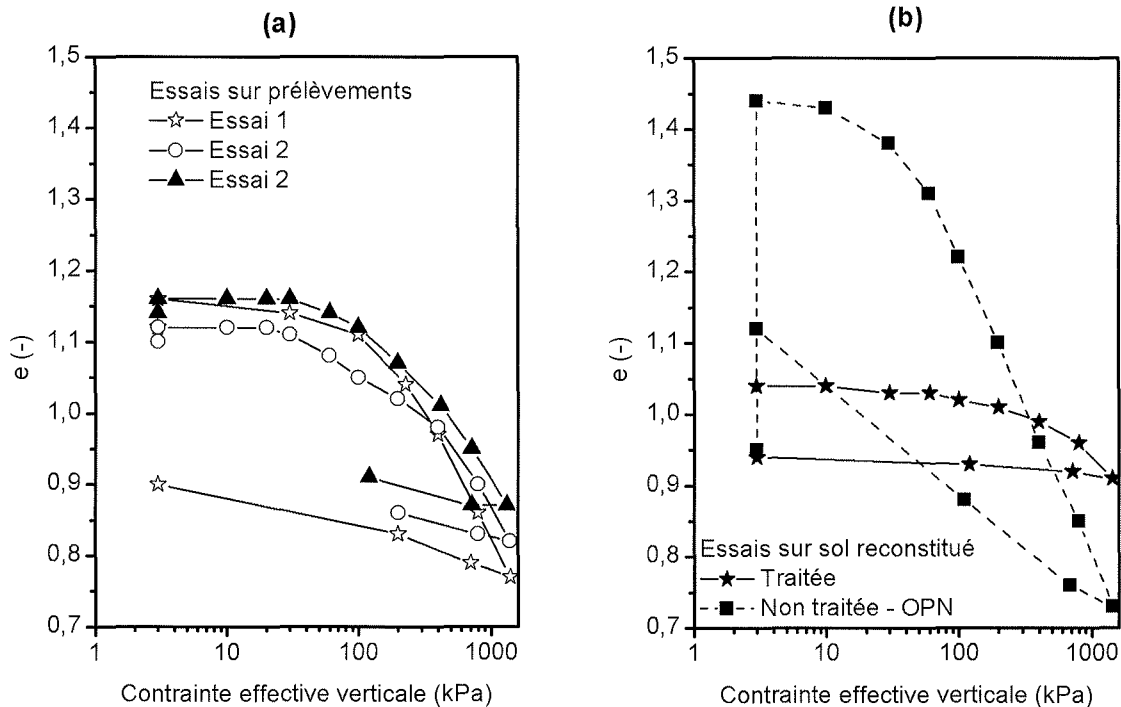 (a)
1,5
1,4
1,3
1,2
1,1
1,0
0,9
0,8
0,7
e (-)
Essais sur prélèvements
Essai 1
Essai 2
Essai 2
1
10
100
1000
Contrainte effective verticale (kPa)
(b)
1,5
1,4
1,3
1,2
1,1
1,0
0,9
0,8
0,7
e (-)
Essais sur sol reconstitué
Traitée
Non traitée - OPN
1
10
100
1000
Contrainte effective verticale (kPa)